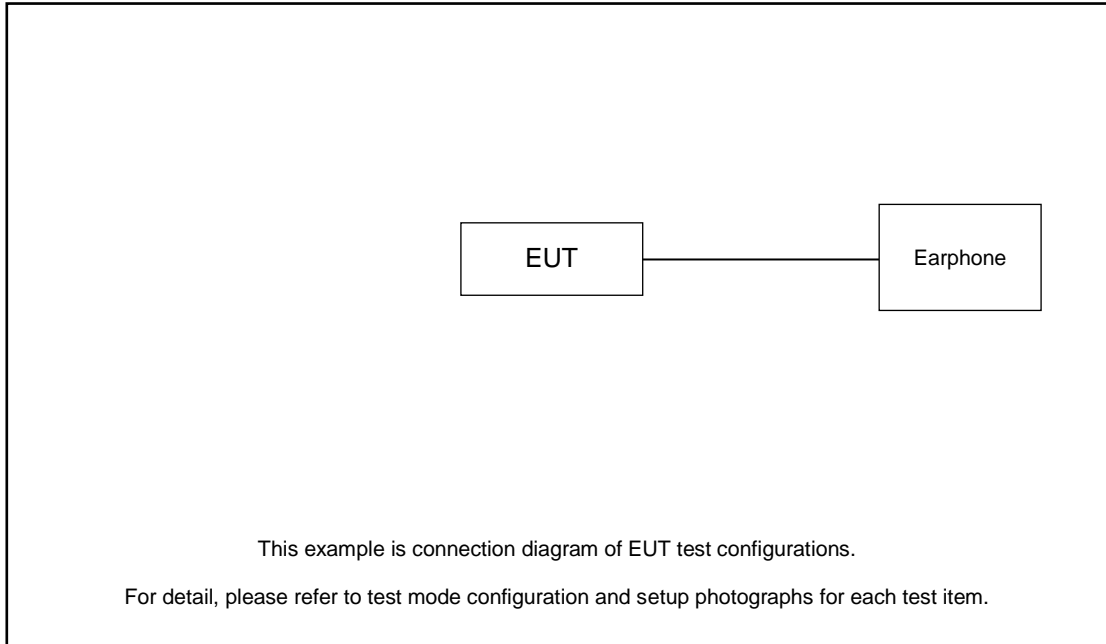 EUT
Earphone
This example is connection diagram of EUT test configurations.
For detail, please refer to test mode configuration and setup photographs for each test item.